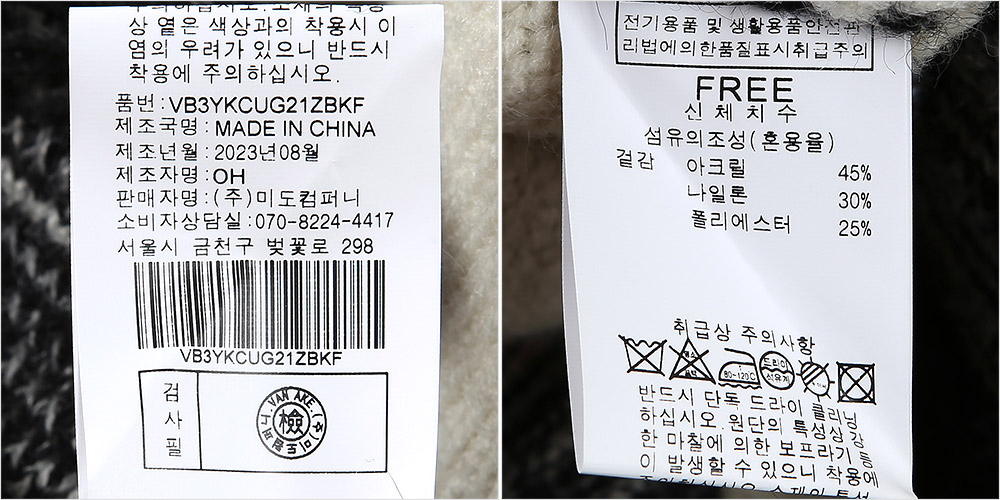 상 옅은 색상과의 착용시 이
염의 우려가 있으니 반드시
착용에 주의하십시오.
품번:VB3YKCUG21ZBKF
제조국명:MADE IN CHINA
제조년월:2023년08월
제조자명:OH
판매자명:(주)미도컴퍼니
소비자상담실:070-8224-4417
서울시 금천구 벚꽃로 298
VB3YKCUG21ZBKF
검
사
필
VAN AKE.
(주)미도컴퍼니
檢
전기용품 및 생활용품안전관
리법에의한품질표시취급주의
FREE
신체치수
섬유의조성(혼용율)
겉감 아크릴 45%
나일론 30%
폴리에스터 25%
취급상 주의사항
80~120℃
드라이
석유계
반드시 단독 드라이 클리닝
하십시오.원단의 특성상 강
한 마찰에 의한 보프라기 등
이 발생할 수 있으니 착용에